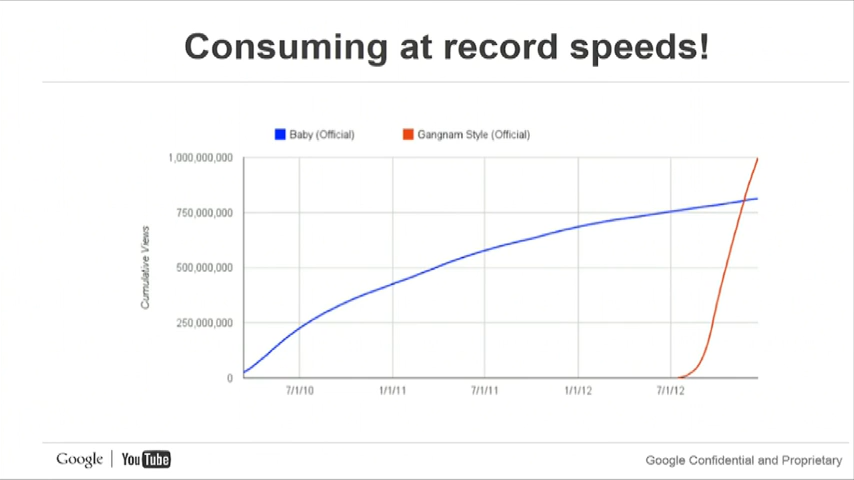 Consuming at record speeds!
Baby (Official) Gangnam Style (Official)
1,000,000,000
750,000,000
500,000,000
250,000,000
0
Cumulative Views
7/1/10 1/1/11 7/1/11 1/1/12 7/1/12
Google | YouTube
Google Confidential and Proprietary